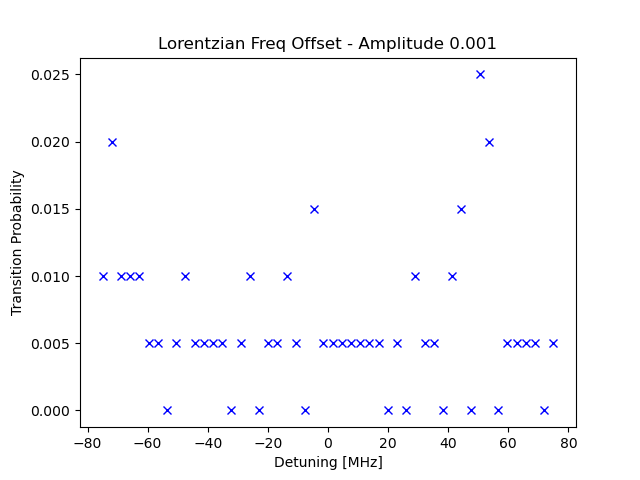 Lorentzian Freq Offset - Amplitude 0.001
Transition Probability
0.025
0.020
0.015
0.010
0.005
0.000
−80 −60 −40 −20 0 20 40 60 80
Detuning [MHz]